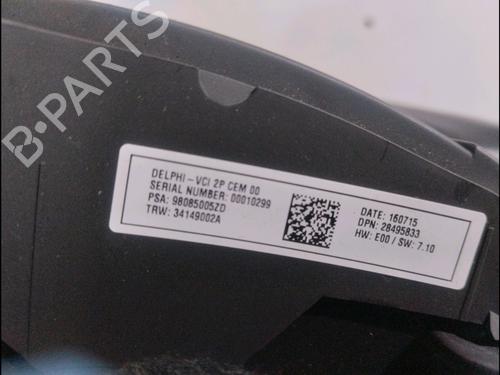 B-PARTS
DELPHI-VCI 2P CEM 00
SERIAL NUMBER: 00010299
PSA: 98085005ZD
TRW: 34149002A
DATE: 160715
DPN: 28495833
HW: E00 / SW: 7.10